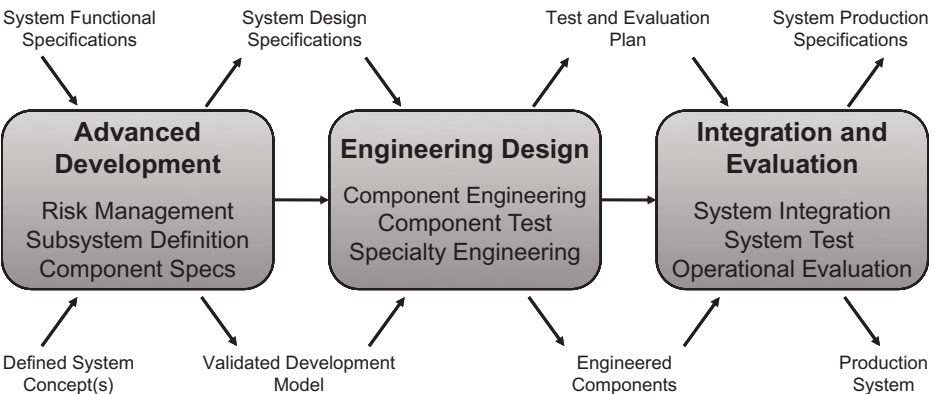 System Functional
Specifications
System Design
Specifications
Test and Evaluation
Plan
System Production
Specifications
Advanced
Development
Risk Management
Subsystem Definition
Component Specs
Engineering Design
Component Engineering
Component Test
Specialty Engineering
Integration and
Evaluation
System Integration
System Test
Operational Evaluation
Defined System
Concept(s)
Validated Development
Model
Engineered
Components
Production
System